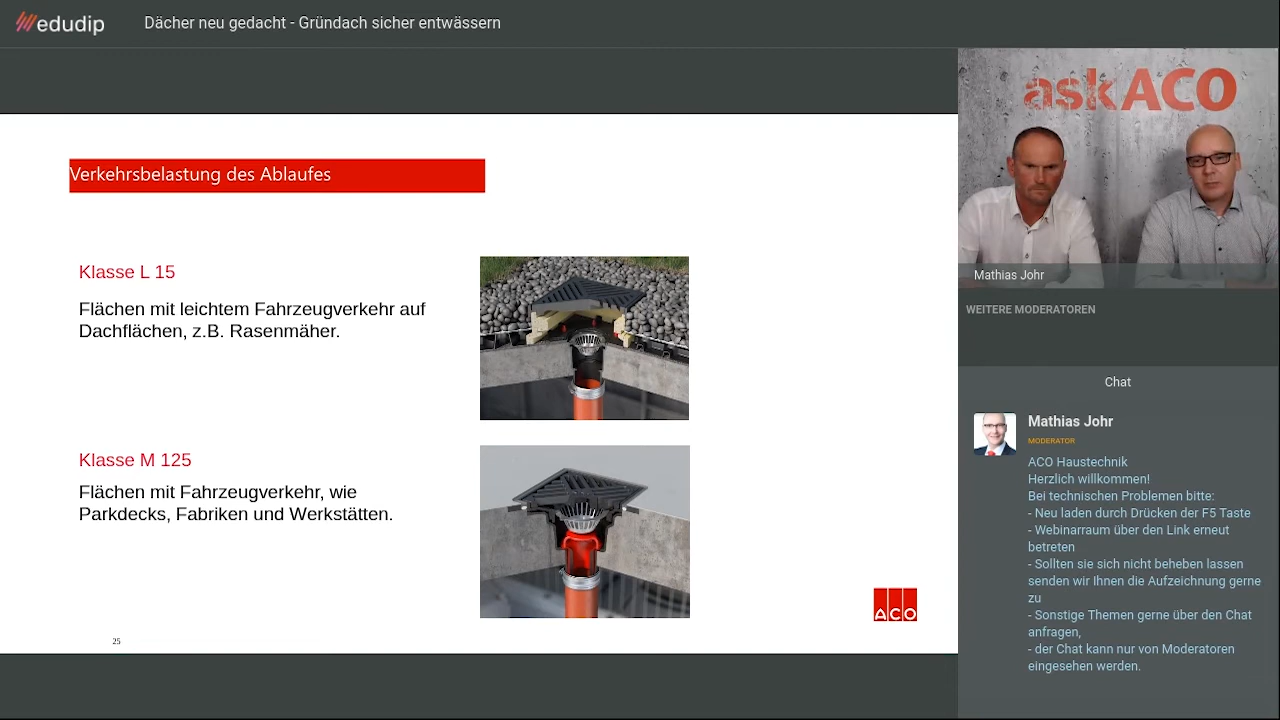 edudip
Dächer neu gedacht - Gründach sicher entwässern
Verkehrsbelastung des Ablaufes
Klasse L 15
Flächen mit leichtem Fahrzeugverkehr auf
Dachflächen, z.B. Rasenmäher.
Klasse M 125
Flächen mit Fahrzeugverkehr, wie
Parkdecks, Fabriken und Werkstätten.
25
ACO
askACO
Mathias Johr
WEITERE MODERATOREN
Chat
Mathias Johr
MODERATOR
ACO Haustechnik
Herzlich willkommen!
Bei technischen Problemen bitte:
- Neu laden durch Drücken der F5 Taste
- Webinarraum über den Link erneut
betreten
- Sollten sie sich nicht beheben lassen
senden wir Ihnen die Aufzeichnung gerne
zu
- Sonstige Themen gerne über den Chat
anfragen,
- der Chat kann nur von Moderatoren
eingesehen werden.